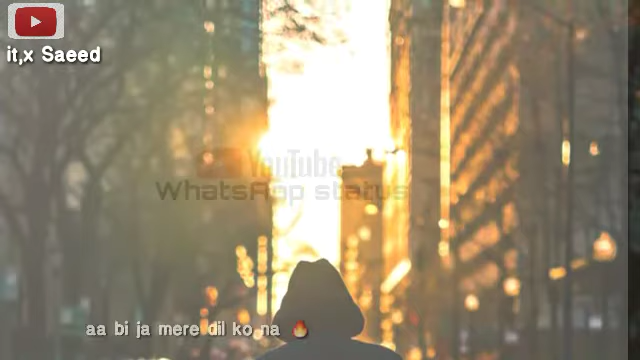 it,x Saeed
YouTube
WhatsApp status
aa bi ja mere dil ko na 🔥